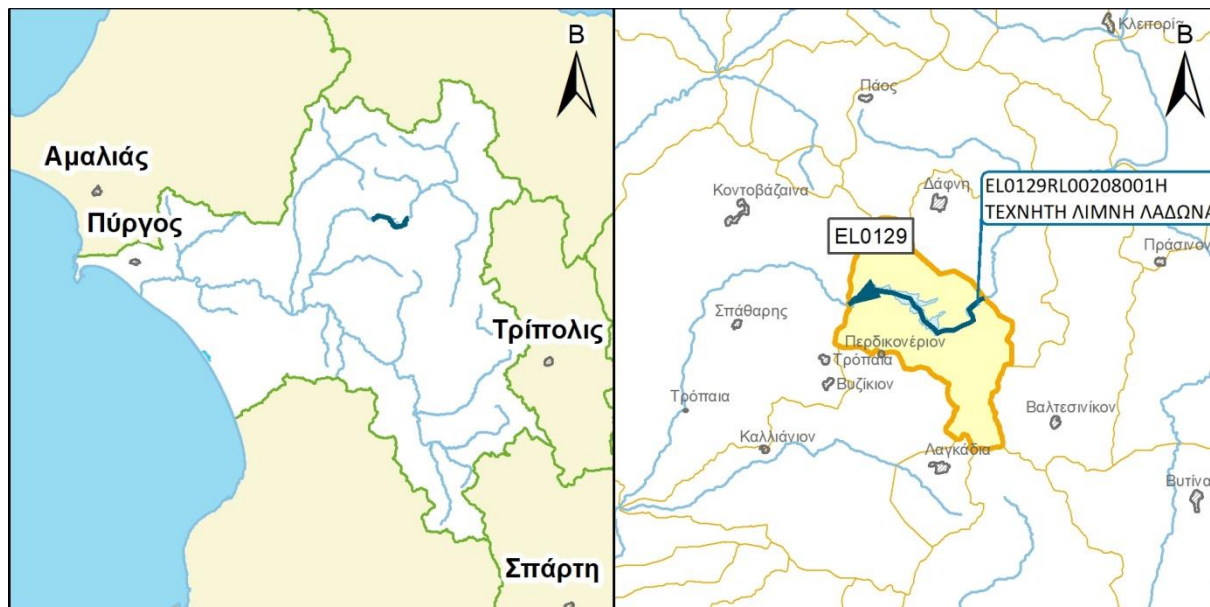 B
Αμαλιάς
Πύργος
Τρίπολις
Σπάρτη
Κλειτορία
B
Πάος
Κοντοβάζαινα
Δάφνη
EL0129RL00208001H
ΤΕΧΝΗΤΗ ΛΙΜΝΗ ΛΑΔΩΝΑ
EL0129
Πράσινον
Σπάθαρης
Περδικονέριον
Τρόπαια
Βυζίκιον
Τρόπαια
Βαλτεσινίκον
Καλλιάνιον
Λαγκάδια
Βυτίνα